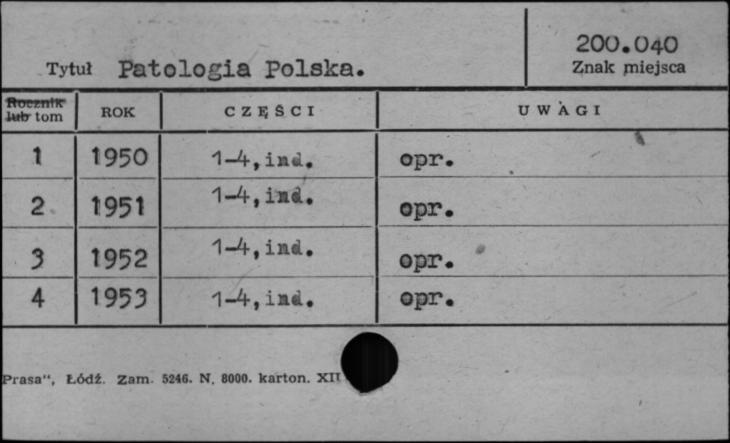 200.040
Tytuł Patologia Polska. Znak miejsca
Rocznik lub tom ROK CZĘŚCI UWAGI
1 1950 1-4, ind. opr.
2 1951 1-4, ind. opr.
3 1952 1-4, ind. opr.
4 1953 1-4, ind. opr.
Prasa", Łódź. Zam. 5246. N. 8000. karton. XII